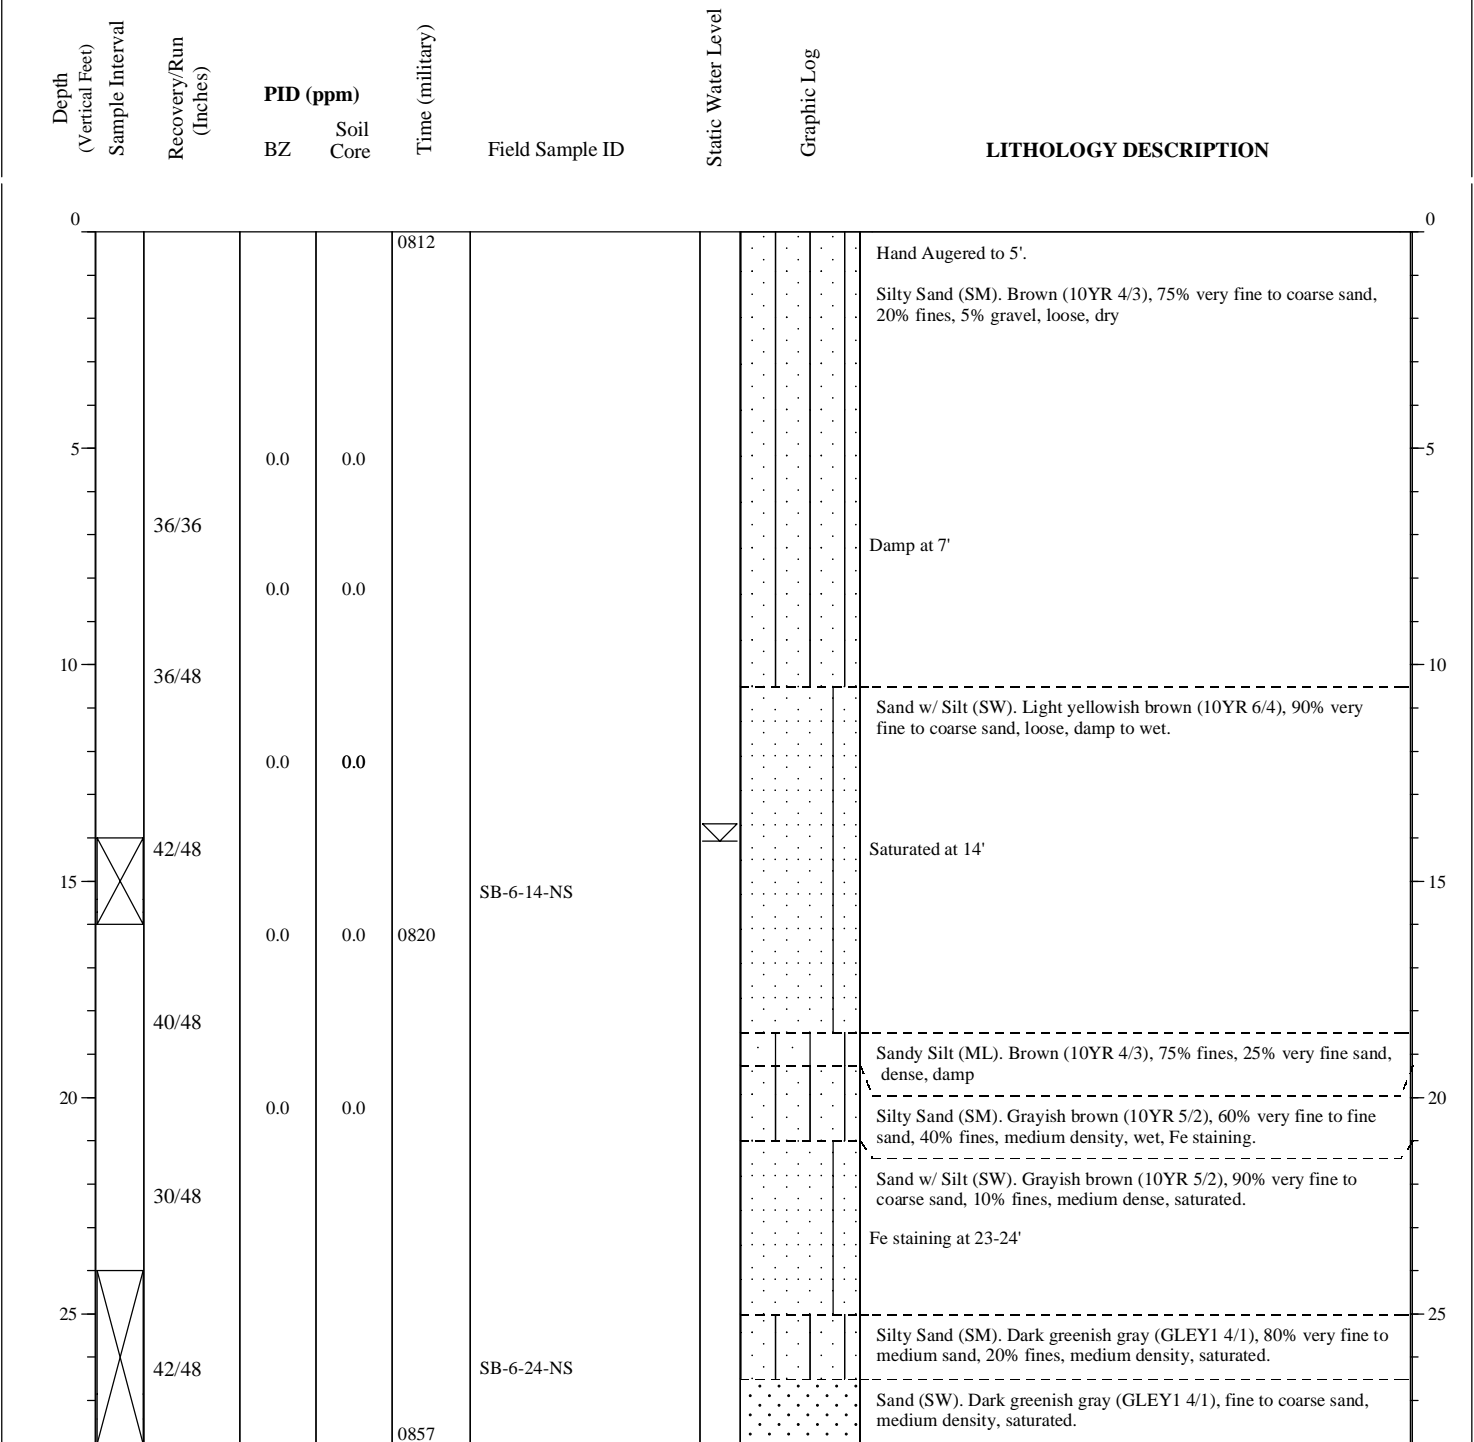 Depth
(Vertical Feet)
Sample Interval
Recovery/Run
(Inches)
PID (ppm)
BZ
Soil
Core
Time (military)
Field Sample ID
Static Water Level
Graphic Log
LITHOLOGY DESCRIPTION
0 0
0812
Hand Augered to 5'.
Silty Sand (SM). Brown (10YR 4/3), 75% very fine to coarse sand,
20% fines, 5% gravel, loose, dry
5 5
0.0 0.0
36/36
Damp at 7'
0.0 0.0
10 10
36/48
Sand w/ Silt (SW). Light yellowish brown (10YR 6/4), 90% very
fine to coarse sand, loose, damp to wet.
0.0 0.0
42/48
Saturated at 14'
15 15
SB-6-14-NS
0.0 0.0 0820
40/48
Sandy Silt (ML). Brown (10YR 4/3), 75% fines, 25% very fine sand,
dense, damp
20 20
0.0 0.0
Silty Sand (SM). Grayish brown (10YR 5/2), 60% very fine to fine
sand, 40% fines, medium density, wet, Fe staining.
Sand w/ Silt (SW). Grayish brown (10YR 5/2), 90% very fine to
coarse sand, 10% fines, medium dense, saturated.
30/48
Fe staining at 23-24'
25 25
Silty Sand (SM). Dark greenish gray (GLEY1 4/1), 80% very fine to
medium sand, 20% fines, medium density, saturated.
42/48
SB-6-24-NS
Sand (SW). Dark greenish gray (GLEY1 4/1), fine to coarse sand,
medium density, saturated.
0857